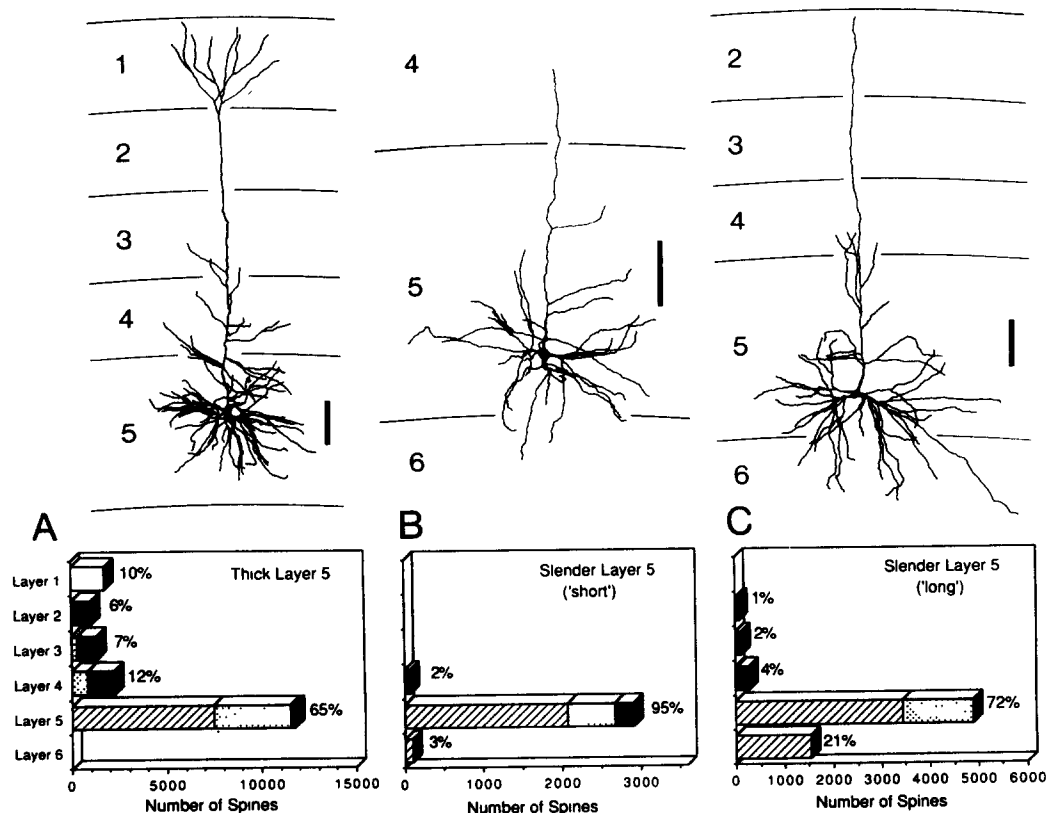 1
2
3
4
5
4
5
6
2
3
4
5
6
A
Thick Layer 5
Layer 1
10%
Layer 2
6%
Layer 3
7%
Layer 4
12%
Layer 5
65%
Layer 6
0 5000 10000 15000
Number of Spines
B
Slender Layer 5
('short')
2%
95%
3%
0 1000 2000 3000
Number of Spines
C
Slender Layer 5
('long')
1%
2%
4%
72%
21%
0 1000 2000 3000 4000 5000 6000
Number of Spines